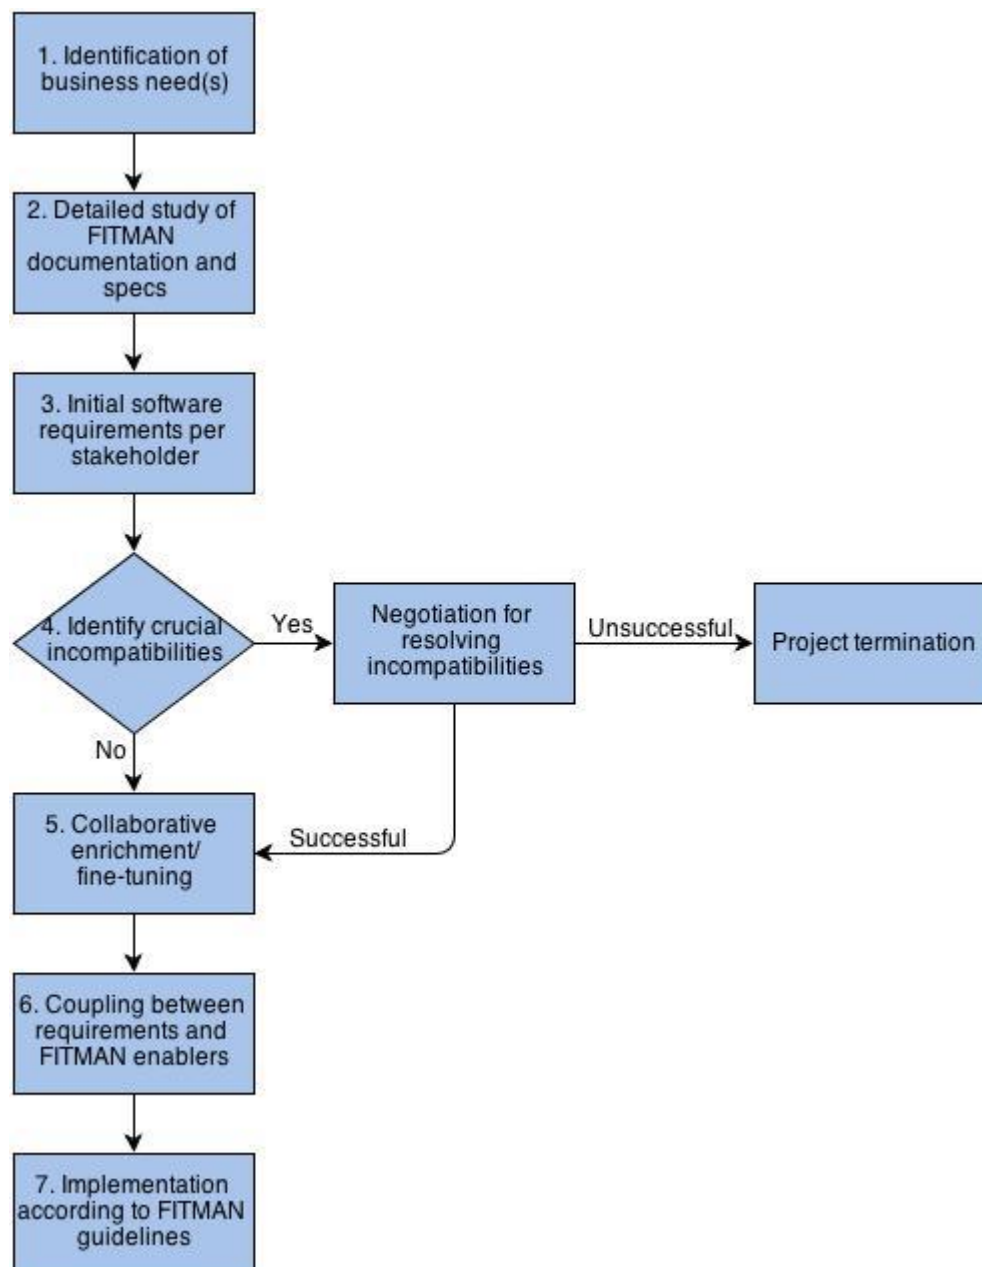 1. Identification of
business need(s)
2. Detailed study of
FITMAN
documentation and
specs
3. Initial software
requirements per
stakeholder
4. Identify crucial
incompatibilities
Yes
Negotiation for
resolving
incompatibilities
Unsuccessful
Project termination
No
5. Collaborative
enrichment/
fine-tuning
Successful
6. Coupling between
requirements and
FITMAN enablers
7. Implementation
according to FITMAN
guidelines